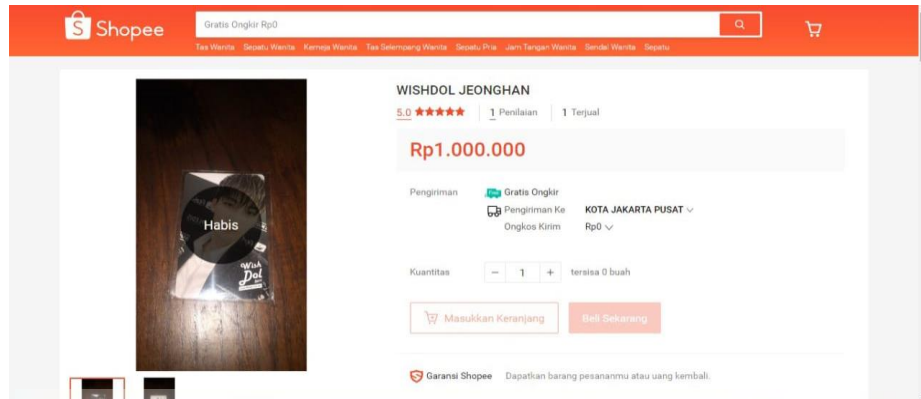 Shopee
Gratis Ongkir Rp0
Tas Wanita Sepatu Wanita Kemeja Wanita Tas Selempang Wanita Sepatu Pria Jam Tangan Wanita Sandal Wanita Sepatu
WISHDOL JEONGHAN
5.0 1 Penilaian 1 Terjual
Rp1.000.000
Pengiriman Gratis Ongkir
Pengiriman Ke KOTA JAKARTA PUSAT
Ongkos Kirim Rp0
Habis
Wish
Dol
Kuantitas - 1 + tersisa 0 buah
Masukkan Keranjang Beli Sekarang
Garansi Shopee Dapatkan barang pesananmu atau uang kembali.